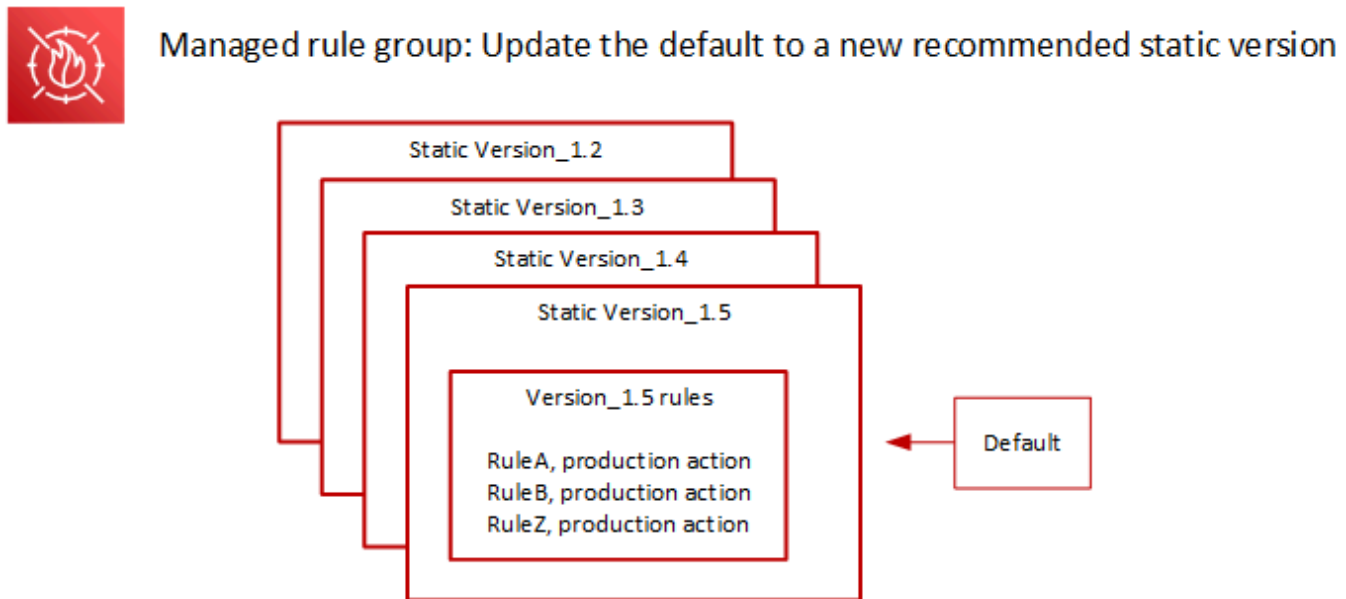 Managed rule group: Update the default to a new recommended static version
Static Version_1.2
Static Version_1.3
Static Version_1.4
Static Version_1.5
Version_1.5 rules
RuleA, production action
RuleB, production action
RuleZ, production action
Default